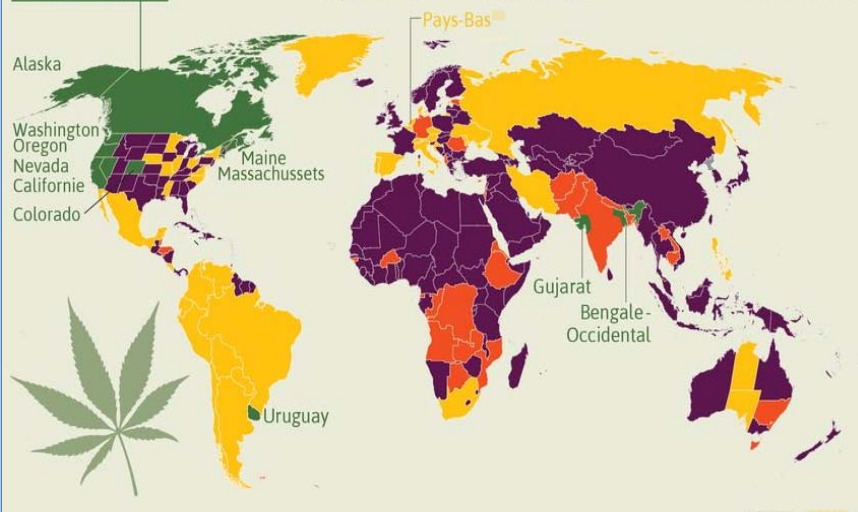 Pays-Bas
Alaska
Washington
Oregon
Nevada
Californie
Colorado
Maine
Massachussets
Gujarat
Bengale-
Occidental
Uruguay